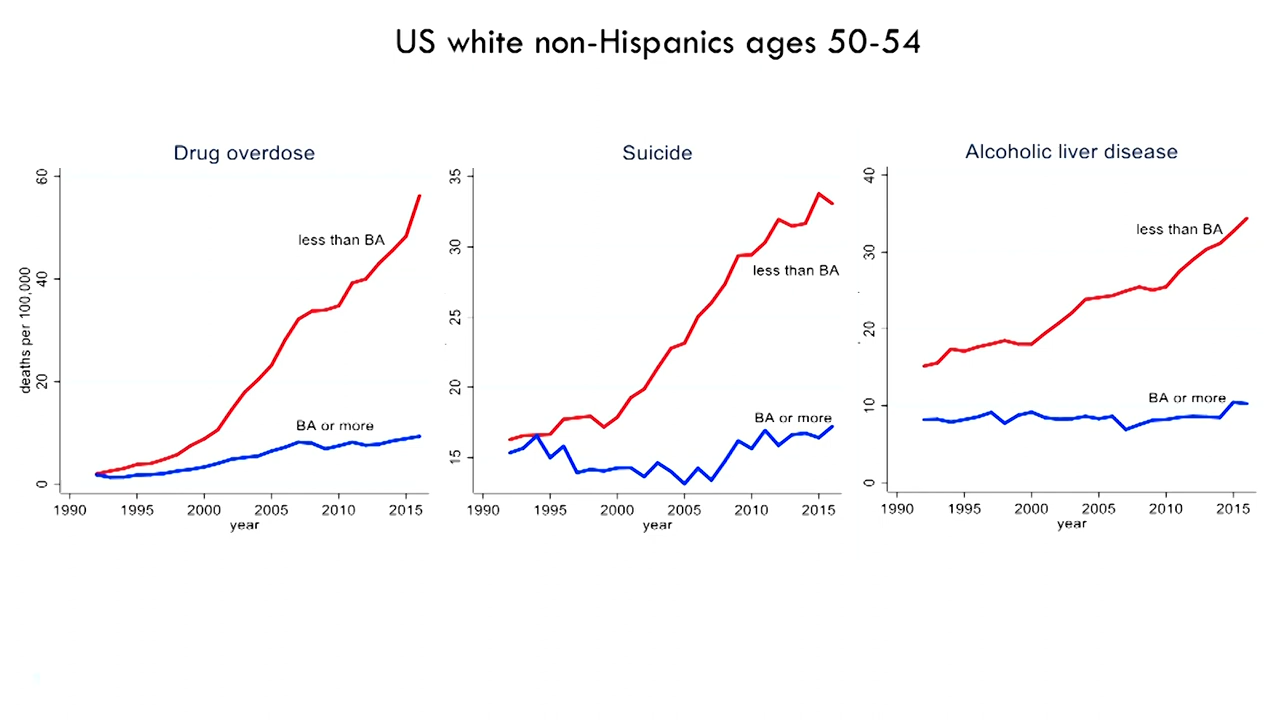 US white non-Hispanics ages 50-54
Drug overdose
deaths per 100,000
60
40
20
0
less than BA
BA or more
1990 1995 2000 2005 2010 2015
year
Suicide
35
30
25
20
15
less than BA
BA or more
1990 1995 2000 2005 2010 2015
year
Alcoholic liver disease
40
30
20
10
0
less than BA
BA or more
1990 1995 2000 2005 2010 2015
year